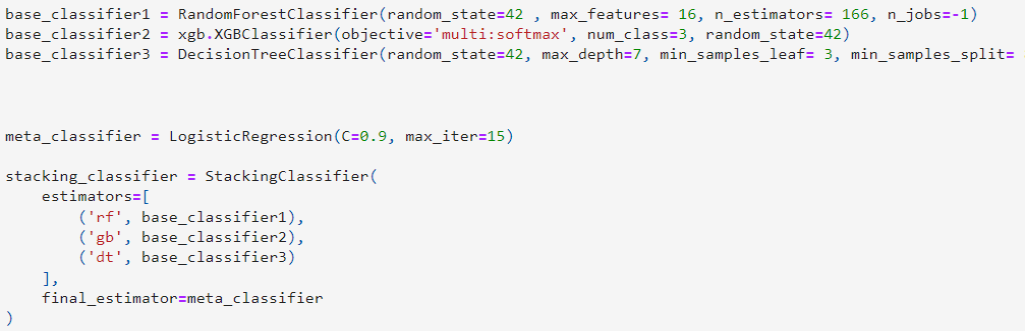 base_classifier1 = RandomForestClassifier(random_state=42 , max_features= 16, n_estimators= 166, n_jobs=-1)
base_classifier2 = xgb.XGBClassifier(objective='multi:softmax', num_class=3, random_state=42)
base_classifier3 = DecisionTreeClassifier(random_state=42, max_depth=7, min_samples_leaf= 3, min_samples_split=
meta_classifier = LogisticRegression(C=0.9, max_iter=15)
stacking_classifier = StackingClassifier(
    estimators=[
        ('rf', base_classifier1),
        ('gb', base_classifier2),
        ('dt', base_classifier3)
    ],
    final_estimator=meta_classifier
)